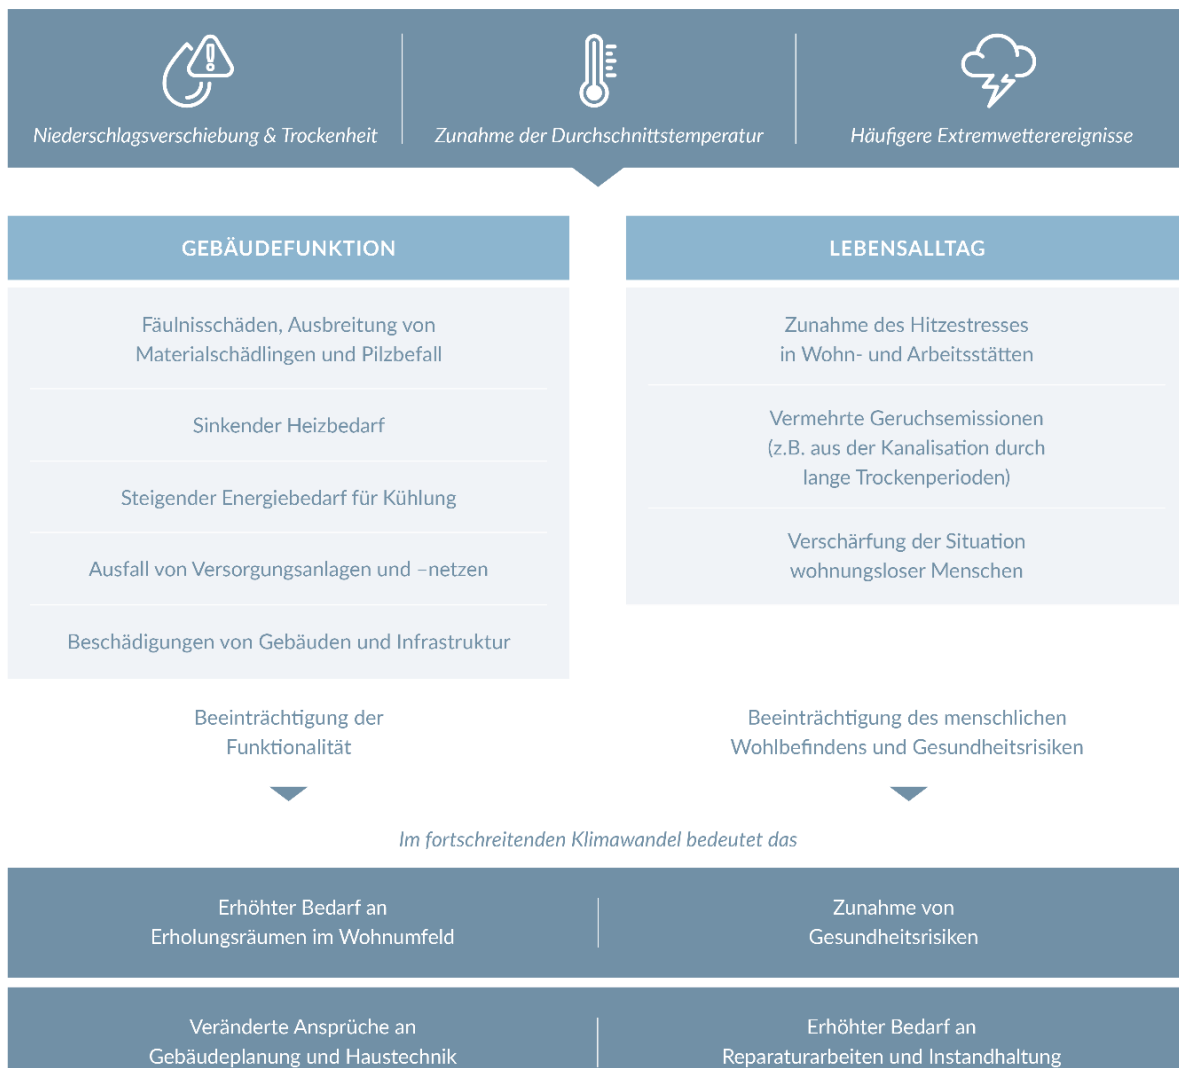 Niederschlagsverschiebung & Trockenheit
Zunahme der Durchschnittstemperatur
Häufigere Extremwetterereignisse
GEBÄUDEFUNKTION
Fäulnisschäden, Ausbreitung von
Materialschädlingen und Pilzbefall
Sinkender Heizbedarf
Steigender Energiebedarf für Kühlung
Ausfall von Versorgungsanlagen und –netzen
Beschädigungen von Gebäuden und Infrastruktur
Beeinträchtigung der
Funktionalität
LEBENSALLTAG
Zunahme des Hitzestresses
in Wohn- und Arbeitsstätten
Vermehrte Geruchsemissionen
(z.B. aus der Kanalisation durch
lange Trockenperioden)
Verschärfung der Situation
wohnungsloser Menschen
Beeinträchtigung des menschlichen
Wohlbefindens und Gesundheitsrisiken
Im fortschreitenden Klimawandel bedeutet das
Erhöhter Bedarf an
Erholungsräumen im Wohnumfeld
Zunahme von
Gesundheitsrisiken
Veränderte Ansprüche an
Gebäudeplanung und Haustechnik
Erhöhter Bedarf an
Reparaturarbeiten und Instandhaltung